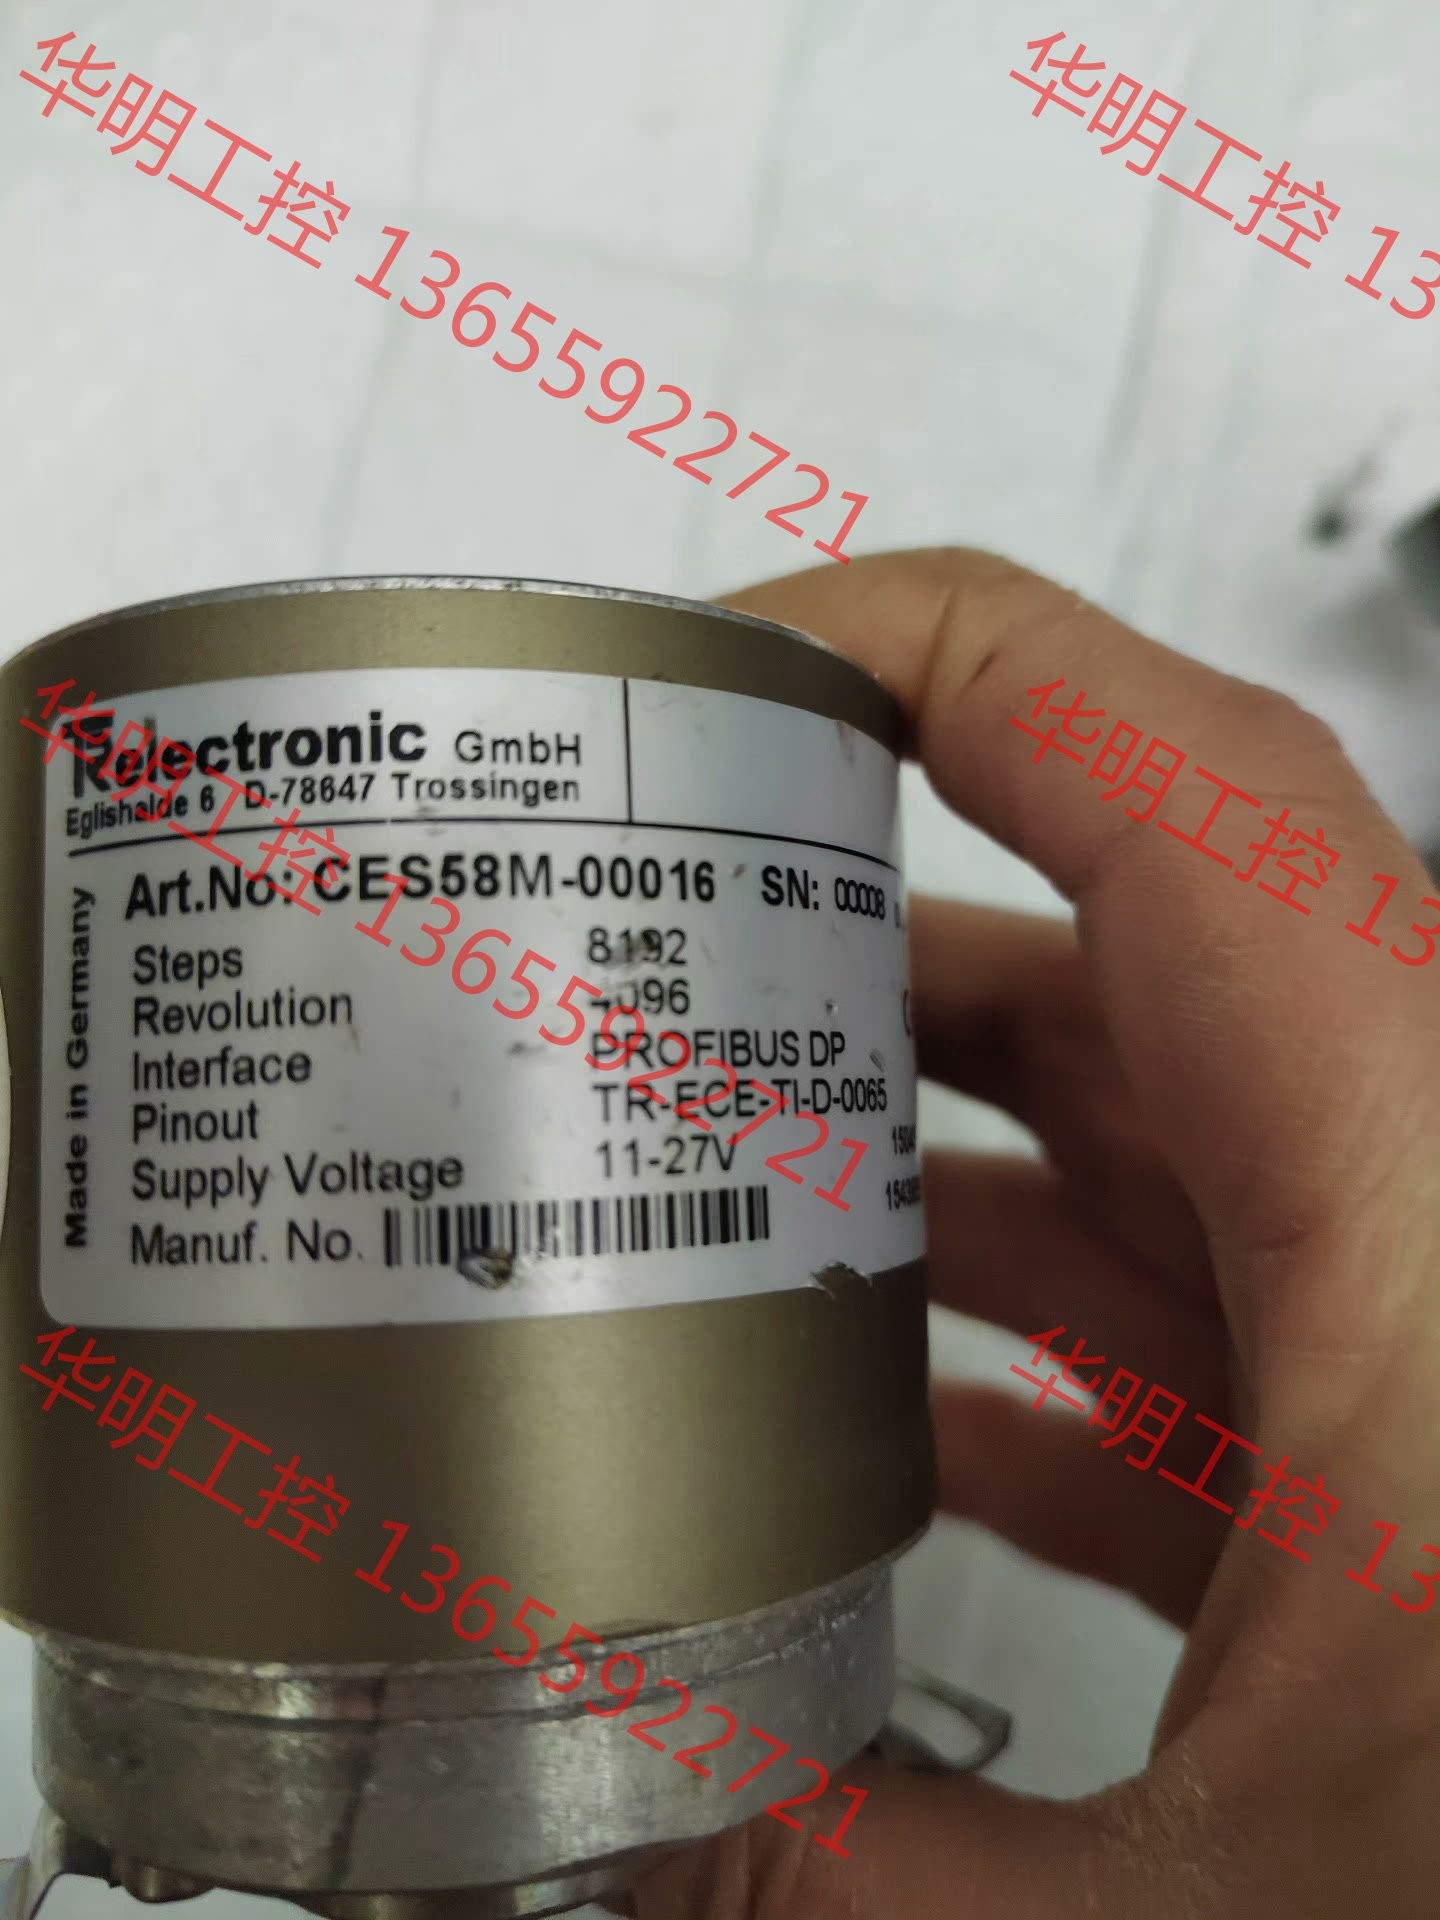 华明工控 13655922721
华明工控 13
TRelectronic GmbH
Eglishalde 6 D-78647 Trossingen
Art.No: CES58M-00016 SN: 00008
Steps 8192
Revolution 4096
Interface PROFIBUS DP
Pinout TR-ECE-TI-D-0065
Supply Voltage 11-27V
Manuf. No.
Made in Germany
华明工控 13655922721
华明工控 13
华明工控 13655922721
华明工控 13